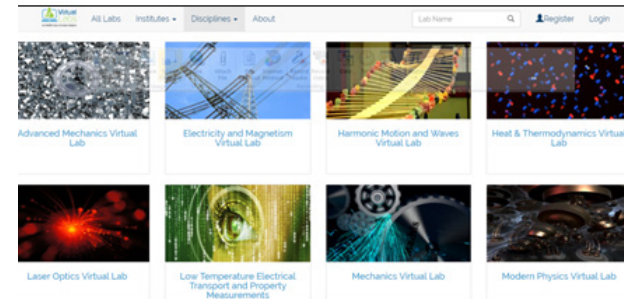 Virtual
LABS
All Labs
Institutes
Disciplines
About
Lab Name
Register
Login
Advanced Mechanics Virtual
Lab
Electricity and Magnetism
Virtual Lab
Harmonic Motion and Waves
Virtual Lab
Heat & Thermodynamics Virtual
Lab
Laser Optics Virtual Lab
Low Temperature Electrical
Transport and Property
Measurements
Mechanics Virtual Lab
Modern Physics Virtual Lab